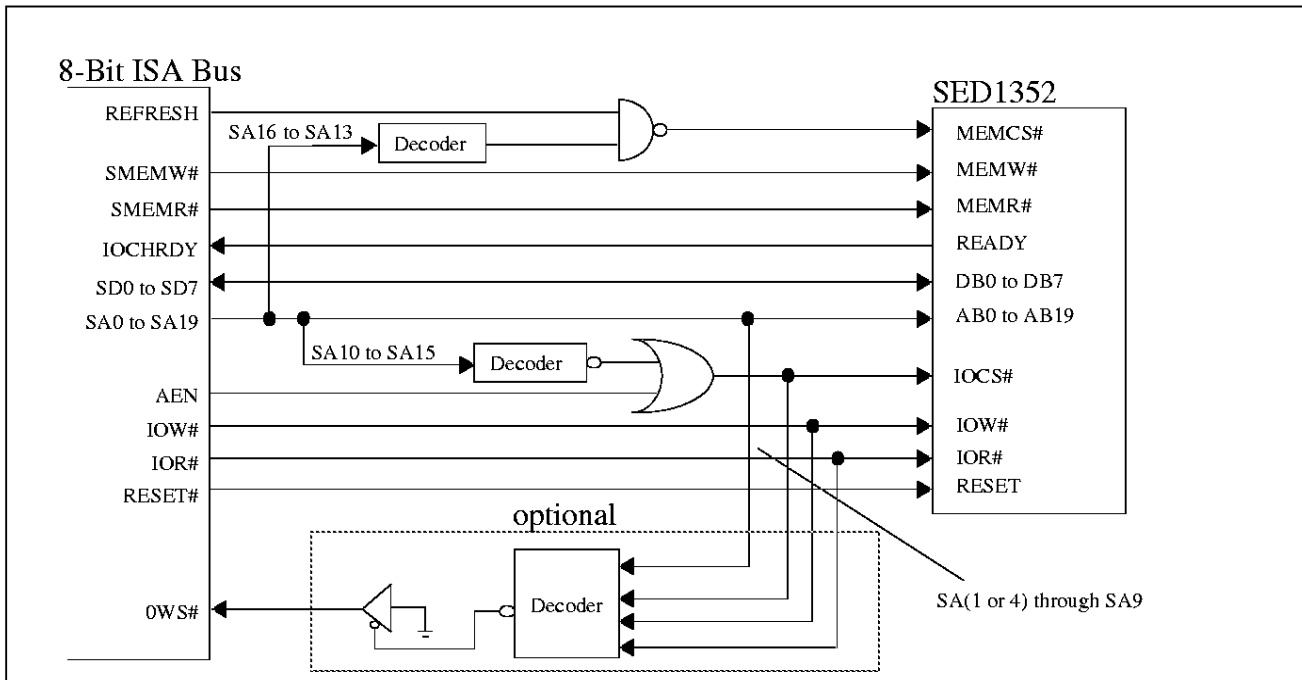 8-Bit ISA Bus
SED1352
REFRESH
SA16 to SA13
Decoder
MEMCS#
SMEMW#
MEMW#
SMEMR#
MEMR#
IOCHRDY
READY
SD0 to SD7
DB0 to DB7
SA0 to SA19
AB0 to AB19
SA10 to SA15
Decoder
IOCS#
AEN
IOW#
IOW#
IOR#
IOR#
RESET#
RESET
optional
Decoder
0WS#
SA(1 or 4) through SA9